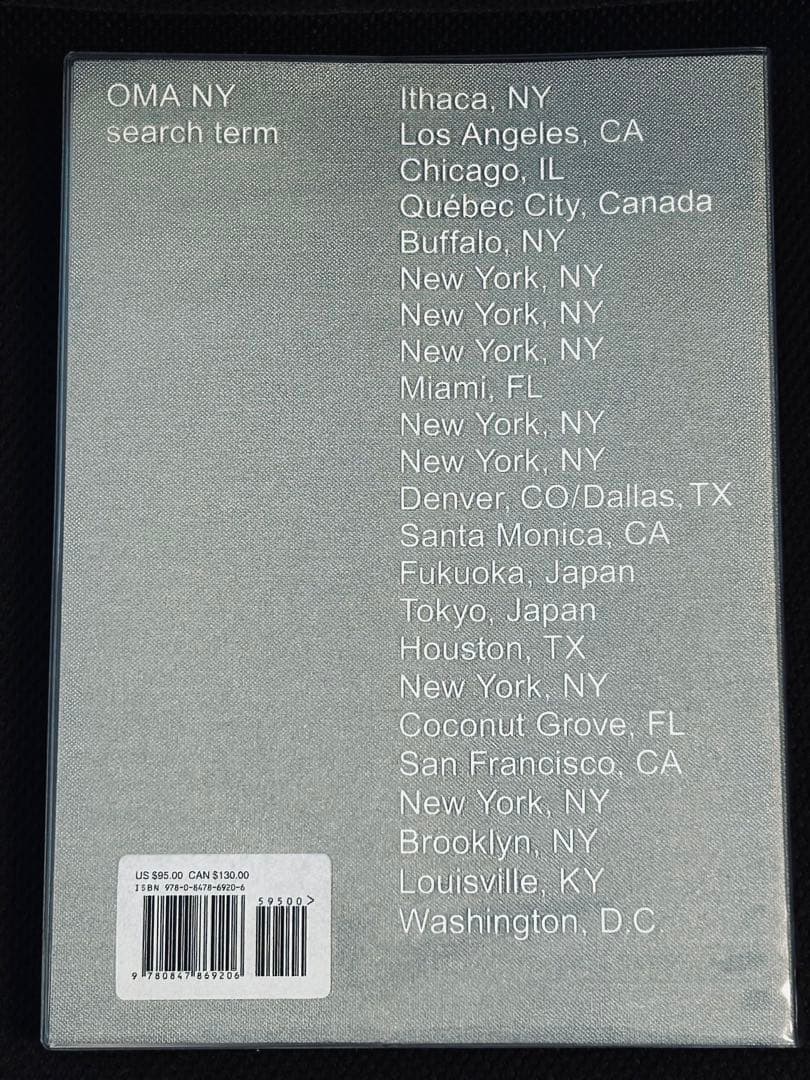 OMA NY
search term
Ithaca, NY
Los Angeles, CA
Chicago, IL
Québec City, Canada
Buffalo, NY
New York, NY
New York, NY
New York, NY
Miami, FL
New York, NY
New York, NY
Denver, CO/Dallas, TX
Santa Monica, CA
Fukuoka, Japan
Tokyo, Japan
Houston, TX
New York, NY
Coconut Grove, FL
San Francisco, CA
New York, NY
Brooklyn, NY
Louisville, KY
Washington, D.C.
US $95.00 CAN $130.00
ISBN 978-0-8478-6920-6
59500>
9 780847 869206